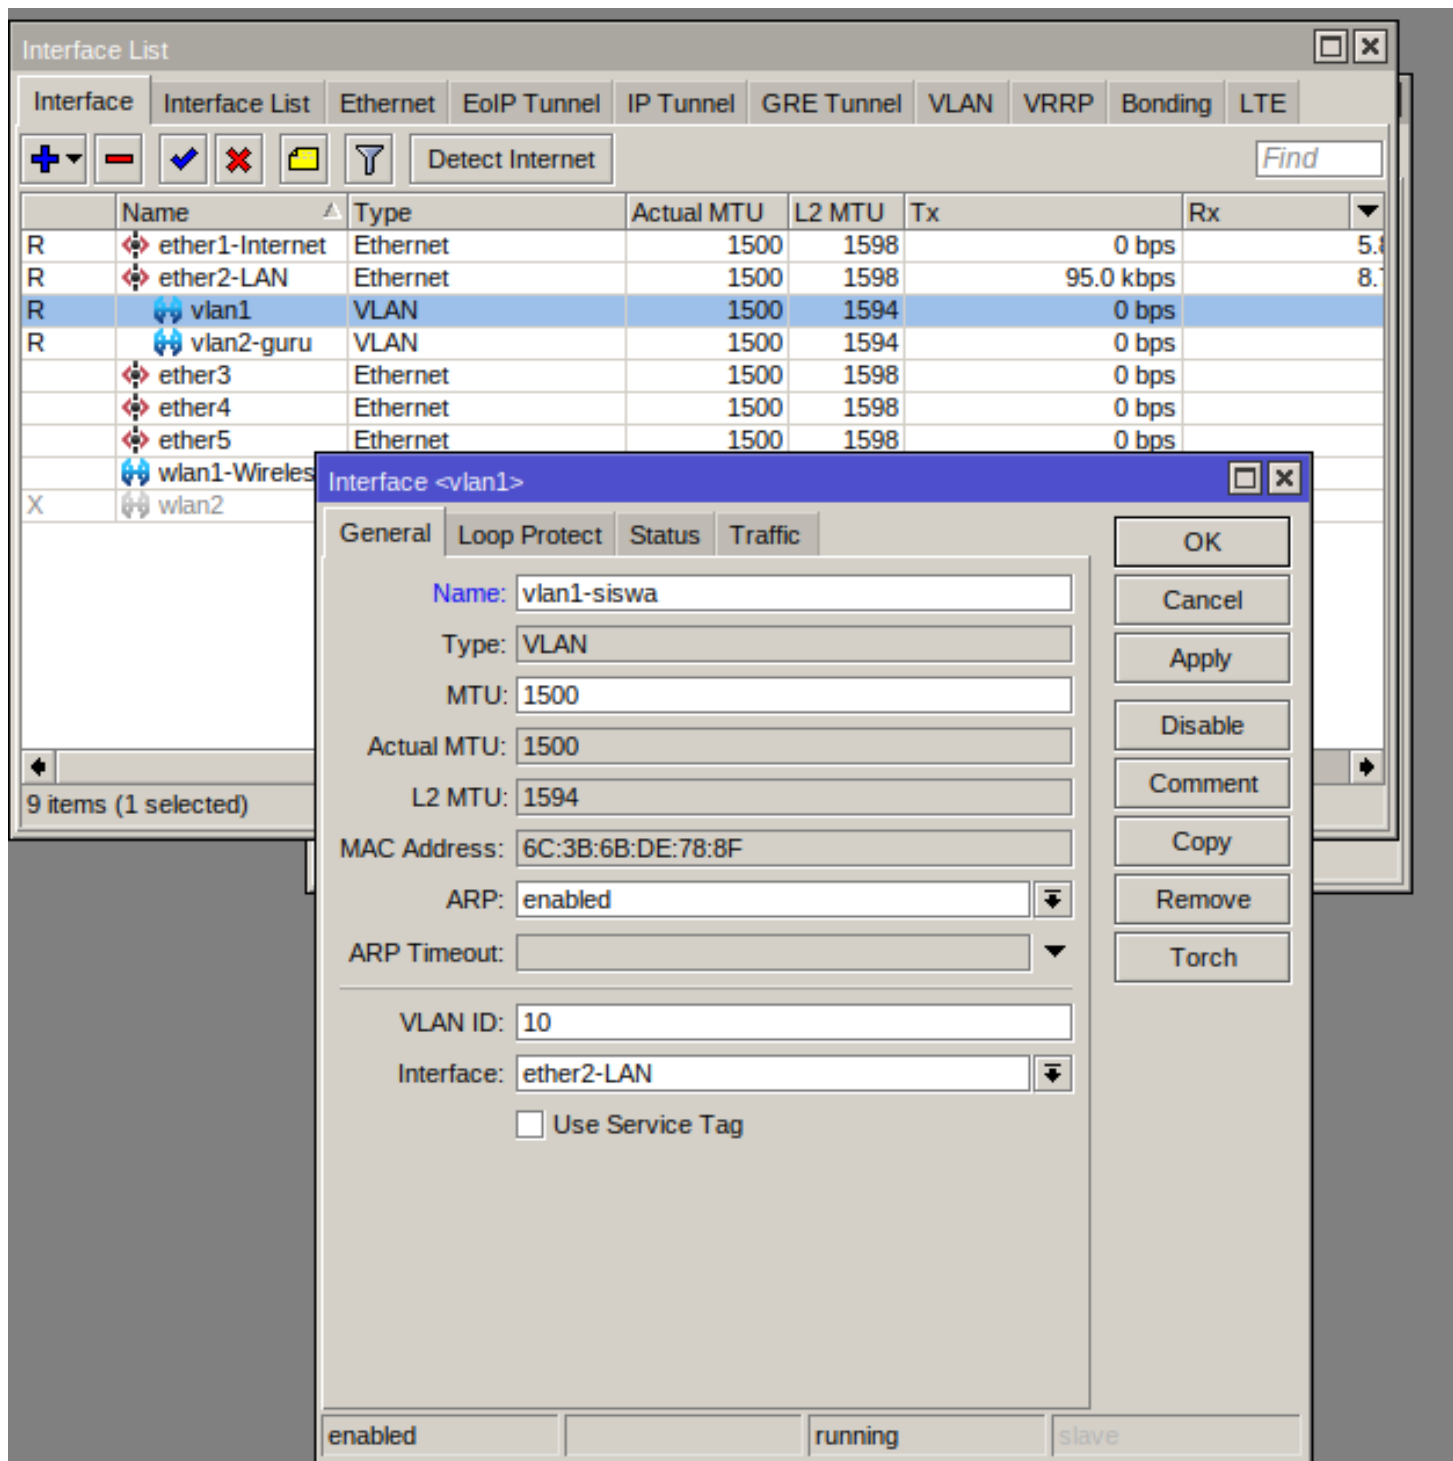 Interface List
Interface Interface List Ethernet EoIP Tunnel IP Tunnel GRE Tunnel VLAN VRRP Bonding LTE
Detect Internet Find
Name Type Actual MTU L2 MTU Tx Rx
R ether1-Internet Ethernet 1500 1598 0 bps
R ether2-LAN Ethernet 1500 1598 95.0 kbps
R vlan1 VLAN 1500 1594 0 bps
R vlan2-guru VLAN 1500 1594 0 bps
ether3 Ethernet 1500 1598 0 bps
ether4 Ethernet 1500 1598 0 bps
ether5 Ethernet 1500 1598 0 bps
wlan1-Wireles
X wlan2
9 items (1 selected)
Interface <vlan1>
General Loop Protect Status Traffic
Name: vlan1-siswa
Type: VLAN
MTU: 1500
Actual MTU: 1500
L2 MTU: 1594
MAC Address: 6C:3B:6B:DE:78:8F
ARP: enabled
ARP Timeout:
VLAN ID: 10
Interface: ether2-LAN
Use Service Tag
OK
Cancel
Apply
Disable
Comment
Copy
Remove
Torch
enabled running slave